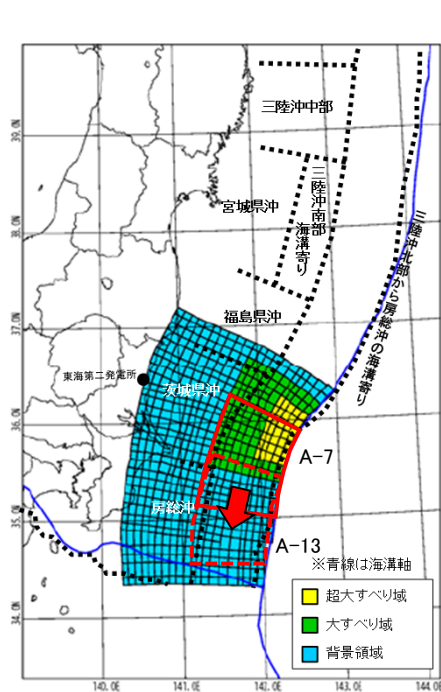 三陸沖中部
宮城県沖
三陸沖南部
海溝寄り
三陸沖北部から房総沖の海溝寄り
福島県沖
東海第二発電所
茨城県沖
A-7
房総沖
A-13
※青線は海溝軸
超大すべり域
大すべり域
背景領域
39.0N
38.0N
37.0N
36.0N
35.0N
34.0N
140.0E
141.0E
142.0E
143.0E
144.0E